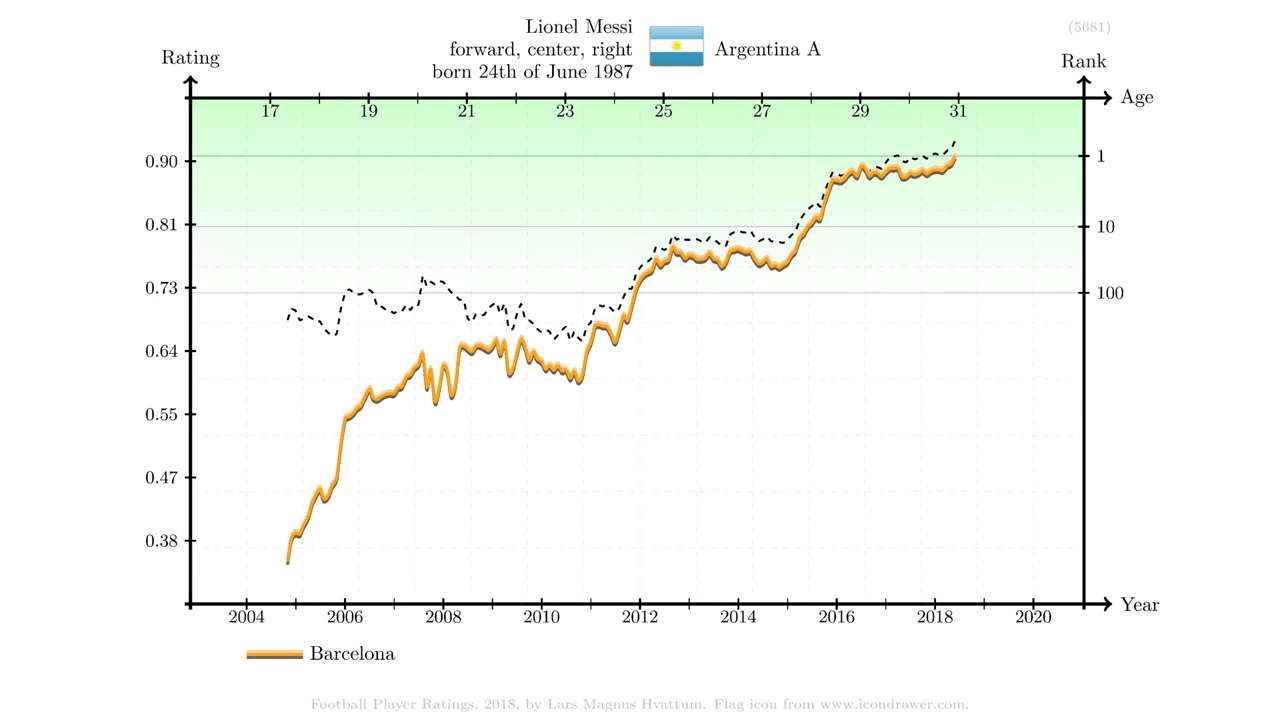 (5681)
Lionel Messi
forward, center, right
born 24th of June 1987
Argentina A
Rating
Rank
Age
17 19 21 23 25 27 29 31
0.90
0.81
0.73
0.64
0.55
0.47
0.38
1
10
100
2004 2006 2008 2010 2012 2014 2016 2018 2020
Year
Barcelona
Football Player Ratings, 2018, by Lars Magnus Hvattum. Flag icon from www.icondrawer.com.